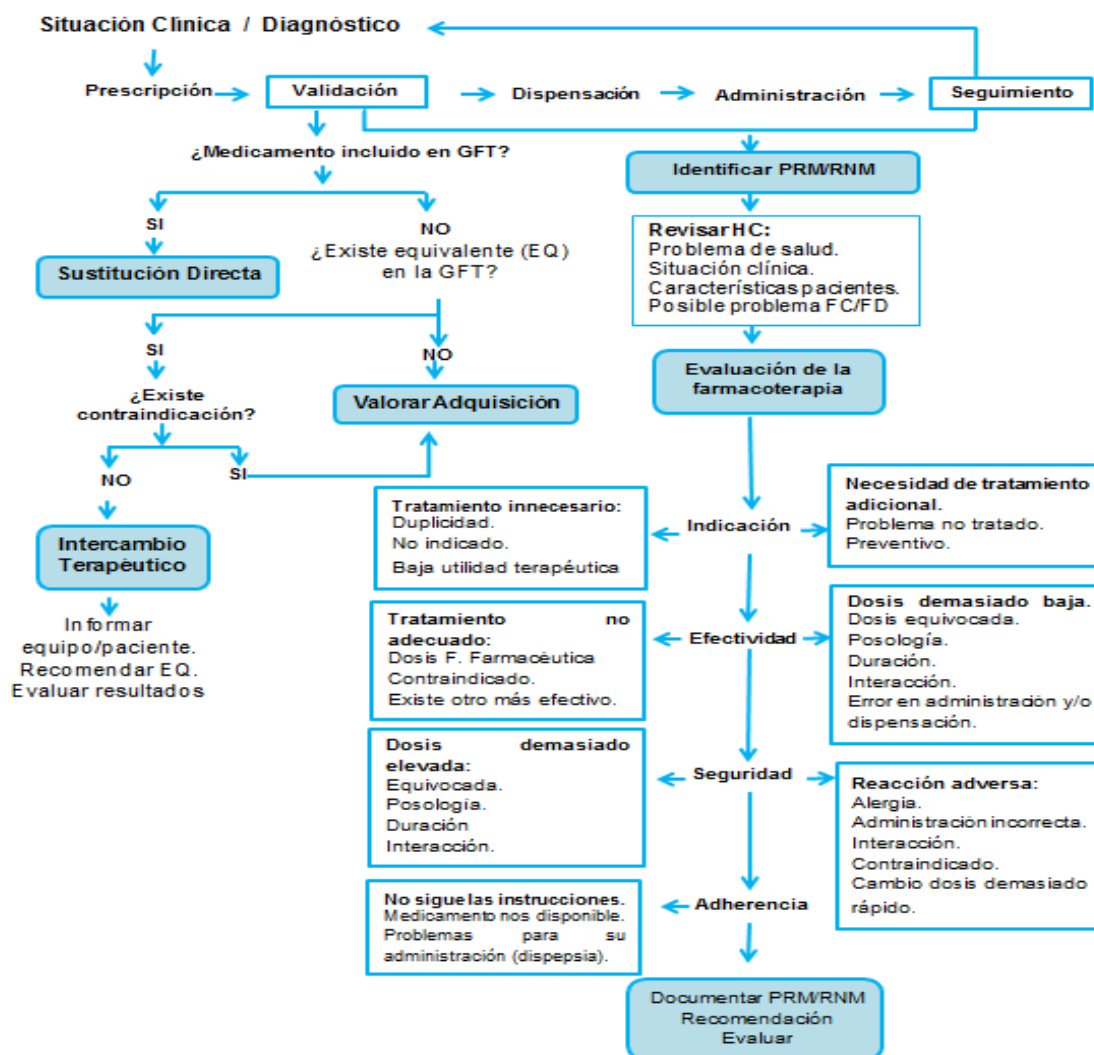 Situación Clínica / Diagnóstico
Prescripción
Validación
Dispensación
Administración
Seguimiento
¿Medicamento incluido en GFT?
SI
Sustitución Directa
NO
¿Existe equivalente (EQ)
en la GFT?
SI
NO
¿Existe
contraindicación?
Valorar Adquisición
NO
SI
Intercambio
Terapéutico
Informar
equipo/paciente.
Recomendar EQ.
Evaluar resultados
Identificar PRM/RNM
Revisar HC:
Problema de salud.
Situación clínica.
Características pacientes.
Posible problema FC/FD
Evaluación de la
farmacoterapia
Tratamiento innecesario:
Duplicidad.
No indicado.
Baja utilidad terapéutica
Indicación
Necesidad de tratamiento
adicional.
Problema no tratado.
Preventivo.
Tratamiento no
adecuado:
Dosis F. Farmacéutica
Contraindicado.
Existe otro más efectivo.
Efectividad
Dosis demasiado baja.
Dosis equivocada.
Posología.
Duración.
Interacción.
Error en administración y/o
dispensación.
Dosis demasiado
elevada:
Equivocada.
Posología.
Duración
Interacción.
Seguridad
Reacción adversa:
Alergia.
Administración incorrecta.
Interacción.
Contraindicado.
Cambio dosis demasiado
rápido.
No sigue las instrucciones.
Medicamento nos disponible.
Problemas para su
administración (dispepsia).
Adherencia
Documentar PRM/RNM
Recomendación
Evaluar